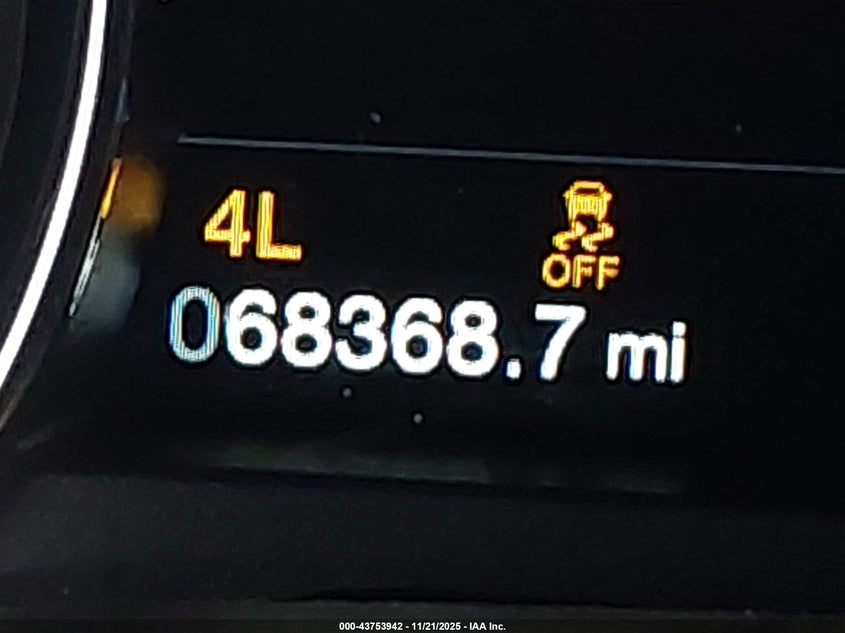 4L
OFF
068368.7 mi
000-43753942 - 11/21/2025 - IAA Inc.